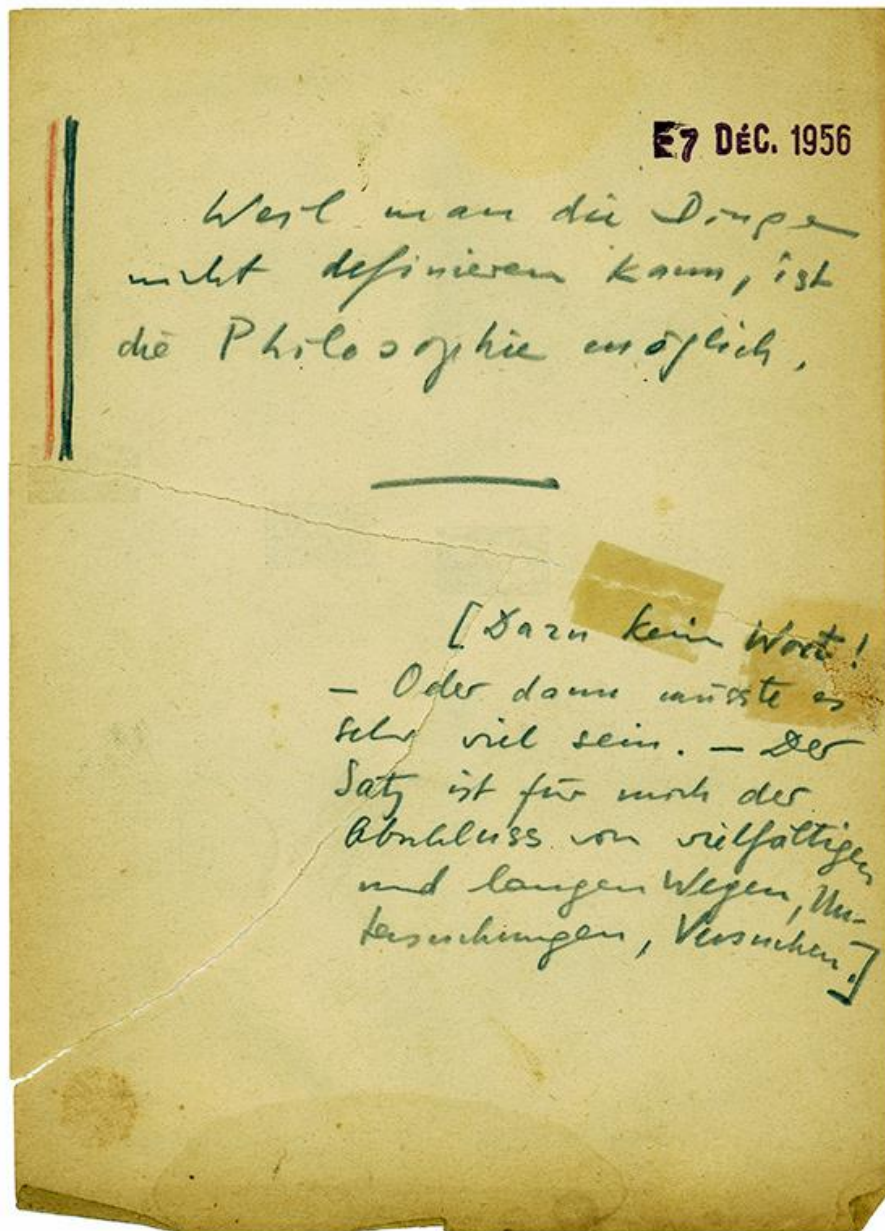 E7 DÉC. 1956
Weil man die Dinge
nicht definieren kann, ist
die Philosophie möglich.
[Dazu kein Wort!
– Oder dann müsste es
sehr viel sein. – Der
Satz ist für mich der
Abschluss von vielfältigen
und langen Wegen, Un-
tersuchungen, Versuchen.]